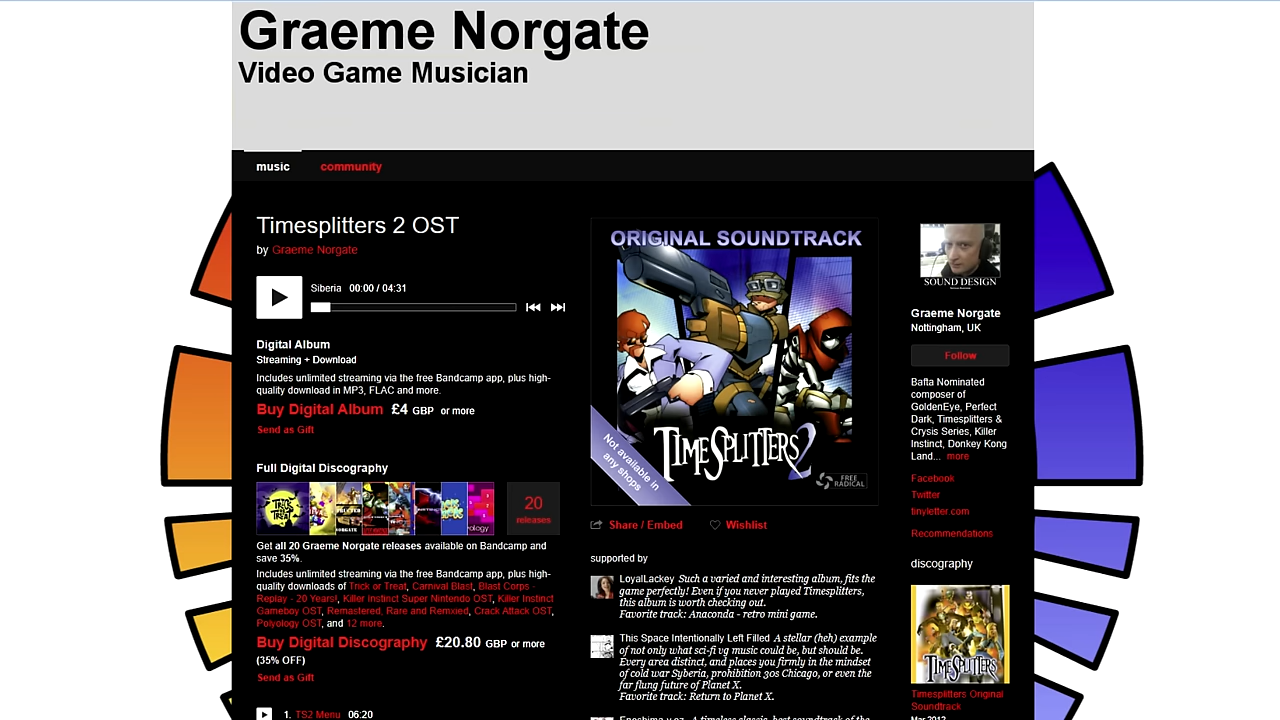 Graeme Norgate
Video Game Musician
music
community
Timesplitters 2 OST
by Graeme Norgate
Siberia 00:00 / 04:31
Digital Album
Streaming + Download
Includes unlimited streaming via the free Bandcamp app, plus high-
quality download in MP3, FLAC and more.
Buy Digital Album £4 GBP or more
Send as Gift
Full Digital Discography
20
releases
Get all 20 Graeme Norgate releases available on Bandcamp and
save 35%.
Includes unlimited streaming via the free Bandcamp app, plus high-
quality downloads of Trick or Treat, Carnival Blast, Blast Corps -
Replay - 20 Years!, Killer Instinct Super Nintendo OST, Killer Instinct
Gameboy OST, Remastered, Rare and Remxied, Crack Attack OST,
Polyology OST, and 12 more.
Buy Digital Discography £20.80 GBP or more
(35% OFF)
Send as Gift
1. TS2 Menu 06:20
ORIGINAL SOUNDTRACK
Not available in
any shops
TIMESPLITTERS 2
FREE
RADICAL
Share / Embed
Wishlist
supported by
LoyalLackey Such a varied and interesting album, fits the
game perfectly! Even if you never played Timesplitters,
this album is worth checking out.
Favorite track: Anaconda - retro mini game.
This Space Intentionally Left Filled A stellar (heh) example
of not only what sci-fi vg music could be, but should be.
Every area distinct, and places you firmly in the mindset
of cold war Syberia, prohibition 30s Chicago, or even the
far flung future of Planet X.
Favorite track: Return to Planet X.
A timeless classic, best soundtrack of the
SOUND DESIGN
Graeme Norgate
Nottingham, UK
Follow
Bafta Nominated
composer of
GoldenEye, Perfect
Dark, Timesplitters &
Crysis Series, Killer
Instinct, Donkey Kong
Land... more
Facebook
Twitter
tinyletter.com
Recommendations
discography
TIMESPLITTERS
Timesplitters Original
Soundtrack
Mar 2012